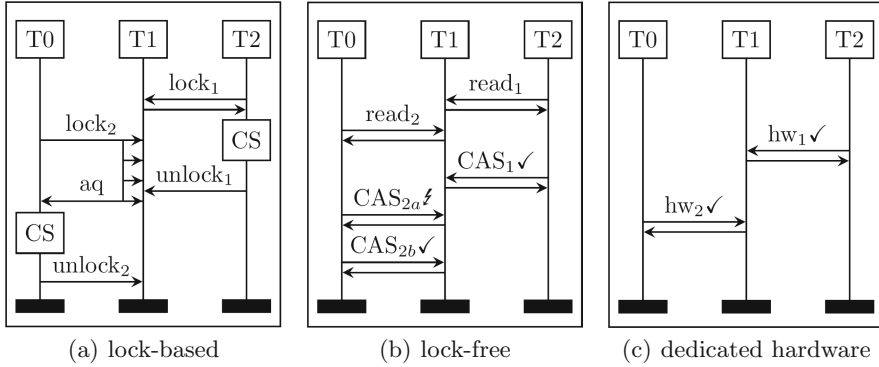 T0 T1 T2
lock₁
lock₂
CS
aq
unlock₁
CS
unlock₂
(a) lock-based
T0 T1 T2
read₁
read₂
CAS₁✓
CAS₂ₐ↯
CAS₂b✓
(b) lock-free
T0 T1 T2
hw₁✓
hw₂✓
(c) dedicated hardware